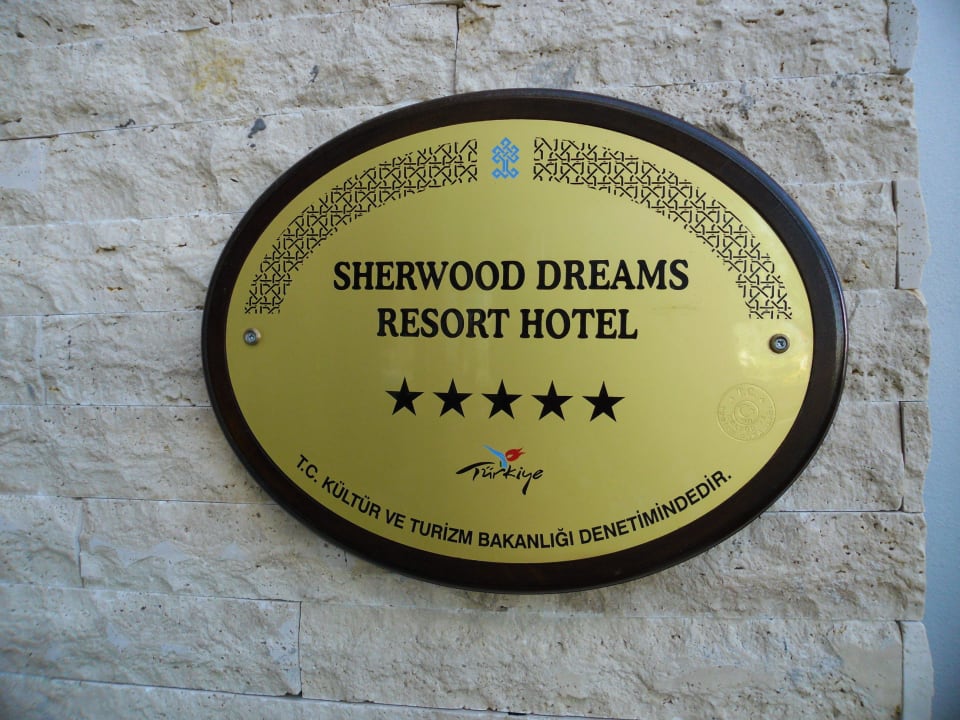 SHERWOOD DREAMS
RESORT HOTEL
Türkiye
T.C. KÜLTÜR VE TURİZM BAKANLIĞI DENETİMİNDEDİR.